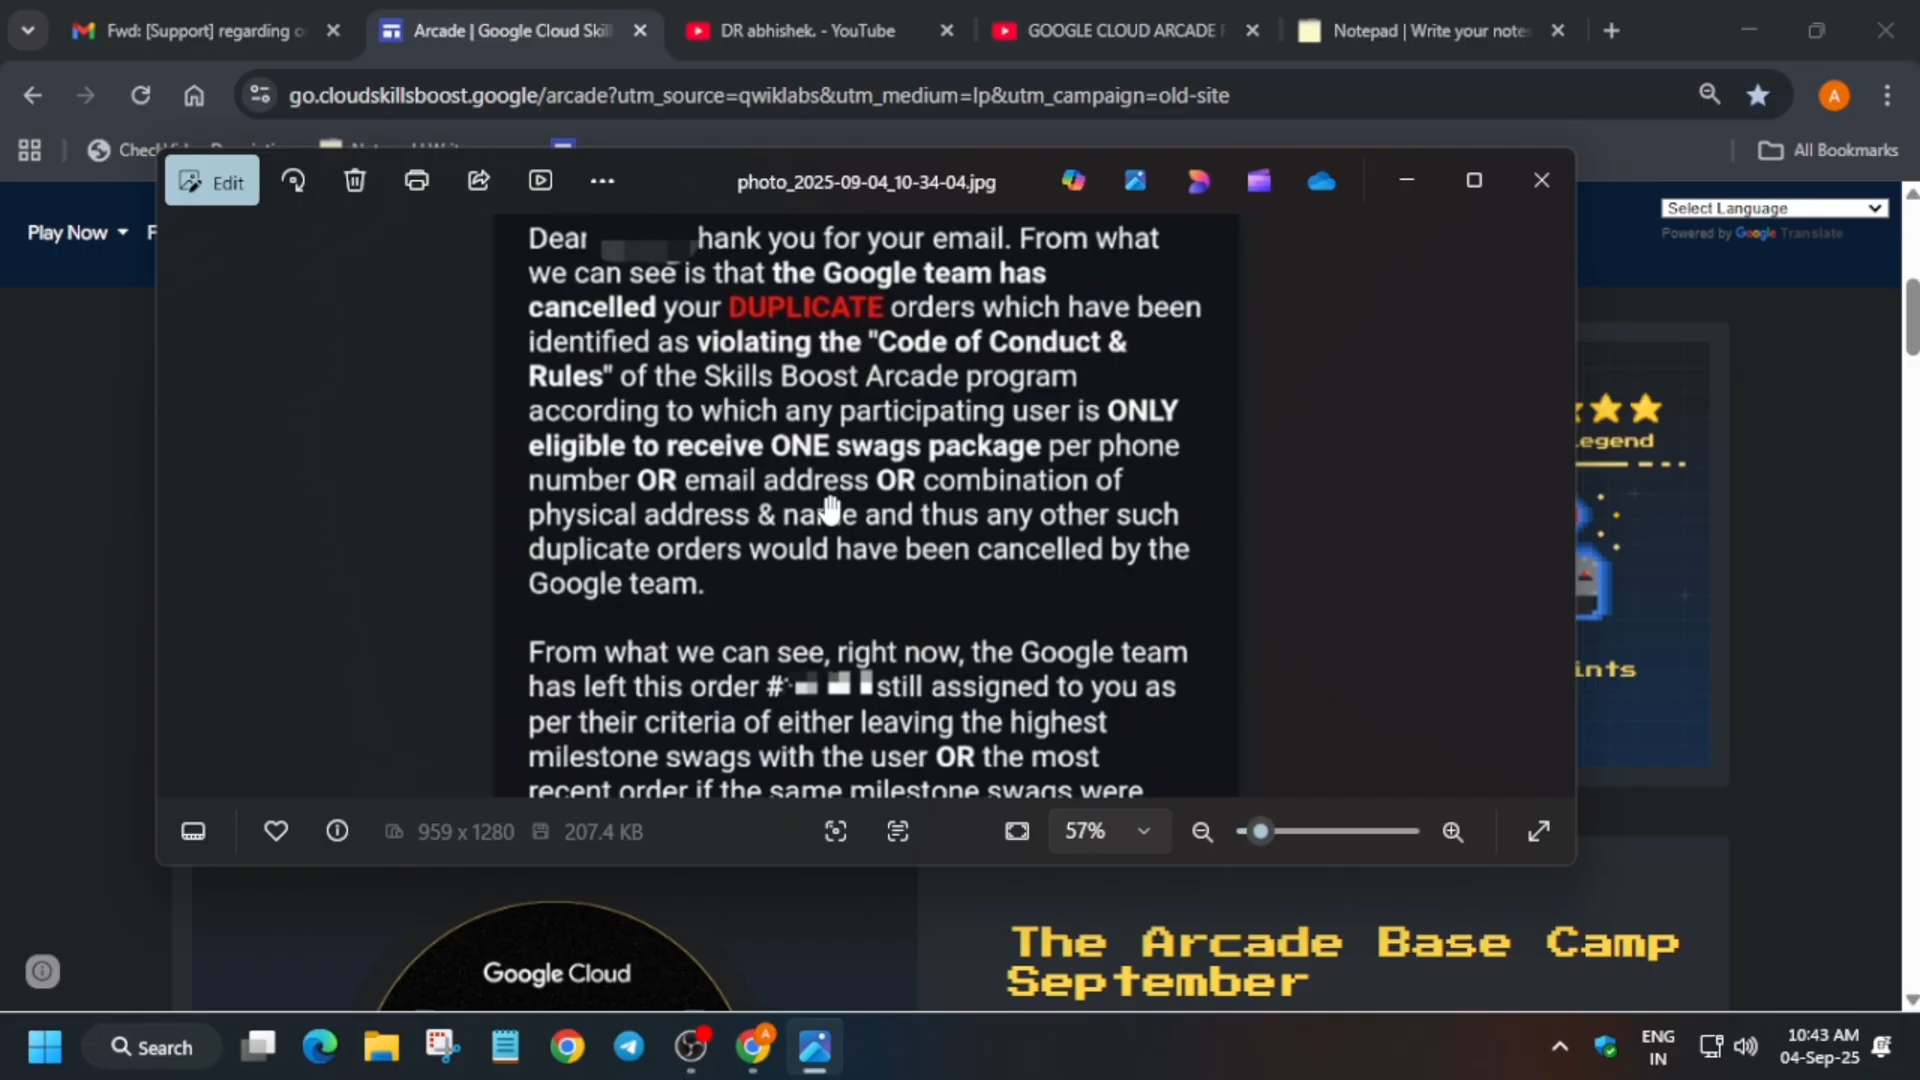 Fwd: [Support] regarding o
Arcade | Google Cloud Skill
DR abhishek. - YouTube
GOOGLE CLOUD ARCADE
Notepad | Write your notes
go.cloudskillsboost.google/arcade?utm_source=qwiklabs&utm_medium=lp&utm_campaign=old-site
A
All Bookmarks
Edit
photo_2025-09-04_10-34-04.jpg
Play Now
Select Language
Powered by Google Translate
Dear hank you for your email. From what
we can see is that the Google team has
cancelled your DUPLICATE orders which have been
identified as violating the "Code of Conduct &
Rules" of the Skills Boost Arcade program
according to which any participating user is ONLY
eligible to receive ONE swags package per phone
number OR email address OR combination of
physical address & name and thus any other such
duplicate orders would have been cancelled by the
Google team.
From what we can see, right now, the Google team
has left this order # still assigned to you as
per their criteria of either leaving the highest
milestone swags with the user OR the most
recent order if the same milestone swags were
Legend
ints
959 x 1280
207.4 KB
57%
Google Cloud
The Arcade Base Camp
September
Search
ENG
IN
10:43 AM
04-Sep-25